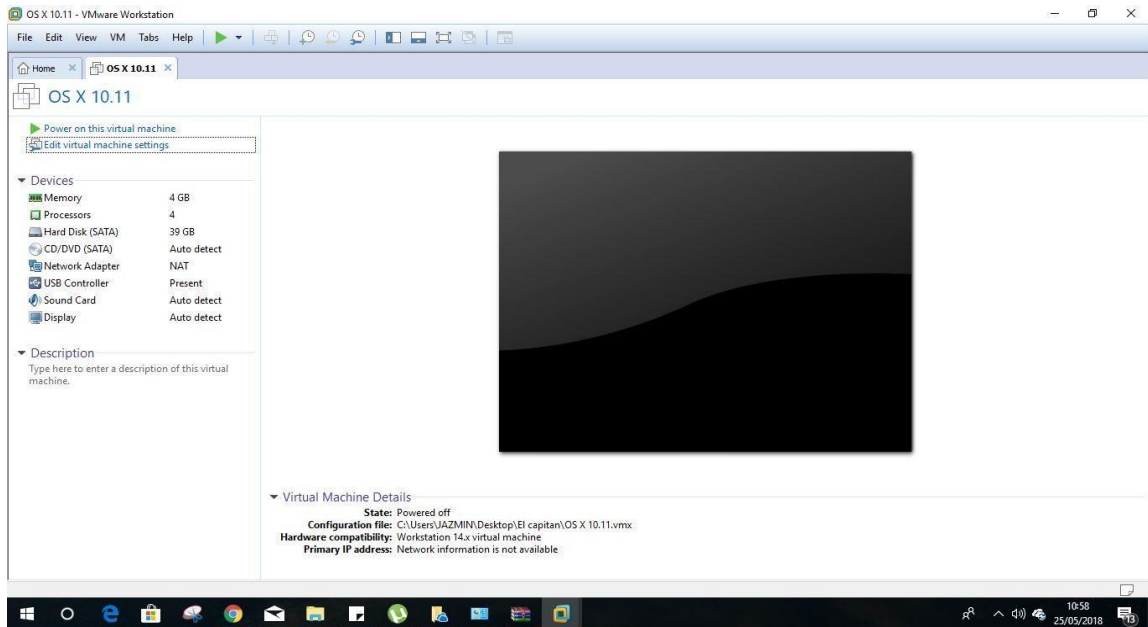 OS X 10.11 - VMware Workstation
File Edit View VM Tabs Help
Home OS X 10.11
OS X 10.11
Power on this virtual machine
Edit virtual machine settings
Devices
Memory 4 GB
Processors 4
Hard Disk (SATA) 39 GB
CD/DVD (SATA) Auto detect
Network Adapter NAT
USB Controller Present
Sound Card Auto detect
Display Auto detect
Description
Type here to enter a description of this virtual
machine.
Virtual Machine Details
State: Powered off
Configuration file: C:\Users\JAZMIN\Desktop\El capitan\OS X 10.11.vmx
Hardware compatibility: Workstation 14.x virtual machine
Primary IP address: Network information is not available
10:58
25/05/2018
13